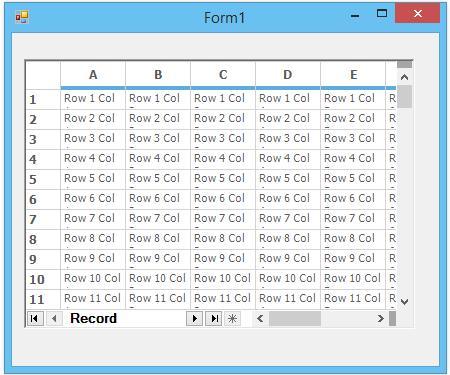 Form1
A B C D E
1 Row 1 Col Row 1 Col Row 1 Col Row 1 Col Row 1 Col R
2 Row 2 Col Row 2 Col Row 2 Col Row 2 Col Row 2 Col R
3 Row 3 Col Row 3 Col Row 3 Col Row 3 Col Row 3 Col R
4 Row 4 Col Row 4 Col Row 4 Col Row 4 Col Row 4 Col R
5 Row 5 Col Row 5 Col Row 5 Col Row 5 Col Row 5 Col R
6 Row 6 Col Row 6 Col Row 6 Col Row 6 Col Row 6 Col R
7 Row 7 Col Row 7 Col Row 7 Col Row 7 Col Row 7 Col R
8 Row 8 Col Row 8 Col Row 8 Col Row 8 Col Row 8 Col R
9 Row 9 Col Row 9 Col Row 9 Col Row 9 Col Row 9 Col R
10 Row 10 Col Row 10 Col Row 10 Col Row 10 Col Row 10 Col R
11 Row 11 Col Row 11 Col Row 11 Col Row 11 Col Row 11 Col R
Record